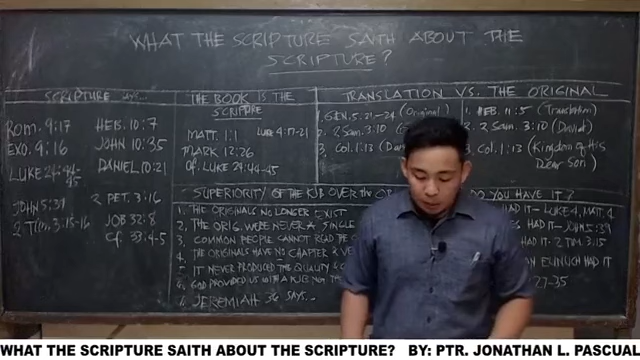 WHAT THE SCRIPTURE SAITH ABOUT THE
SCRIPTURE?
SCRIPTURE says...
ROM. 9:17 HEB. 10:7
EXO. 9:16 JOHN 10:35
LUKE 24:44-45 DANIEL 10:21
JOHN 5:39 2 PET. 3:16
2 TIM. 3:15-16 JOB 32:8
Cf. 33:4-5
THE BOOK IS THE
SCRIPTURE
MATT. 1:1 LUKE 4:17-21
MARK 12:26
Cf. LUKE 24:44-45
TRANSLATION VS. THE ORIGINAL
1. GEN. 5:21-24 (Original) 1. HEB. 11:5 (Translation)
2. 2 Sam. 3:10 2. 2 Sam. 3:10 (David)
3. Col. 1:13 3. Col. 1:13 (Kingdom of His
Dear Son)
SUPERIORITY OF THE KJB OVER THE
1. THE ORIGINALS NO LONGER EXIST
2. THE ORIG. WERE NEVER A SINGLE
3. COMMON PEOPLE CANNOT READ THE
4. THE ORIGINALS HAVE NO CHAPTER & VE
5. IT NEVER PRODUCED THE QUALITY &
6. GOD PROVIDED US WITH A KJB
JEREMIAH 36 SAYS...
DO YOU HAVE IT?
HAD IT- LUKE 4, MATT. 4
HAD IT- JOHN 5:39
HAD IT- 2 TIM. 3:15
EUNUCH HAD IT
27-35
WHAT THE SCRIPTURE SAITH ABOUT THE SCRIPTURE? BY: PTR. JONATHAN L. PASCUAL